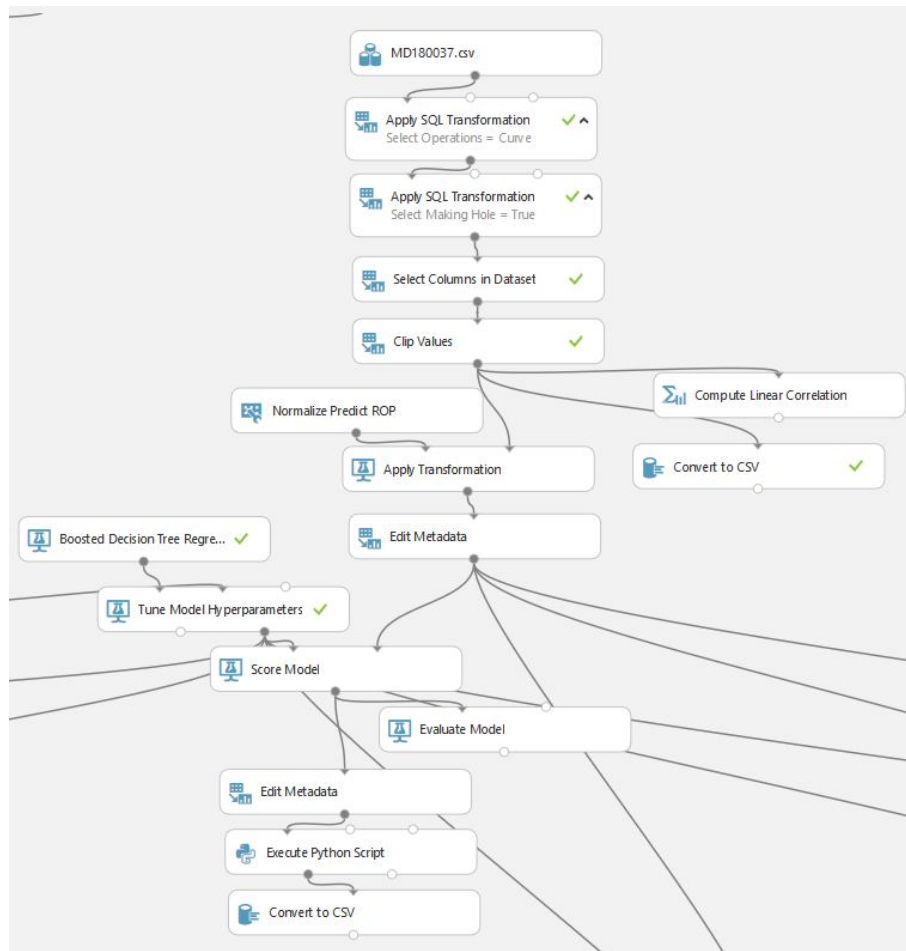 MD180037.csv
Apply SQL Transformation
Select Operations = Curve
Apply SQL Transformation
Select Making Hole = True
Select Columns in Dataset
Clip Values
Compute Linear Correlation
Normalize Predict ROP
Convert to CSV
Apply Transformation
Edit Metadata
Boosted Decision Tree Regre...
Tune Model Hyperparameters
Score Model
Evaluate Model
Edit Metadata
Execute Python Script
Convert to CSV